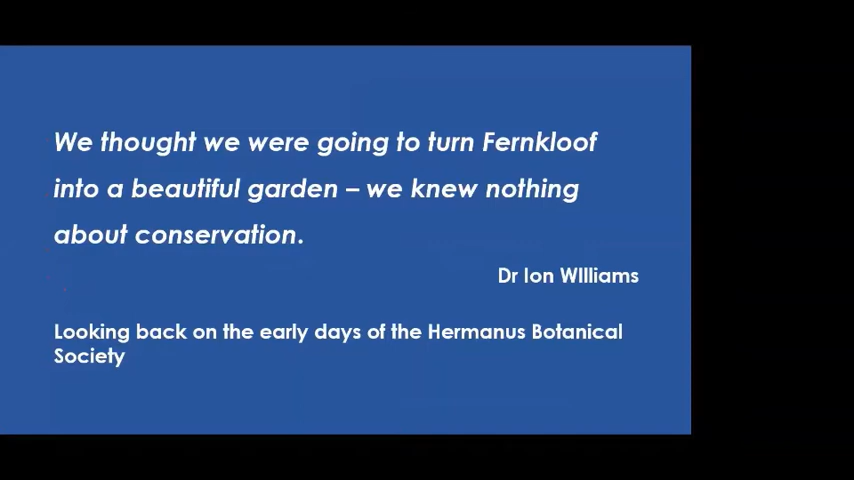 We thought we were going to turn Fernkloof
into a beautiful garden – we knew nothing
about conservation.
Dr Ion WIlliams
Looking back on the early days of the Hermanus Botanical
Society